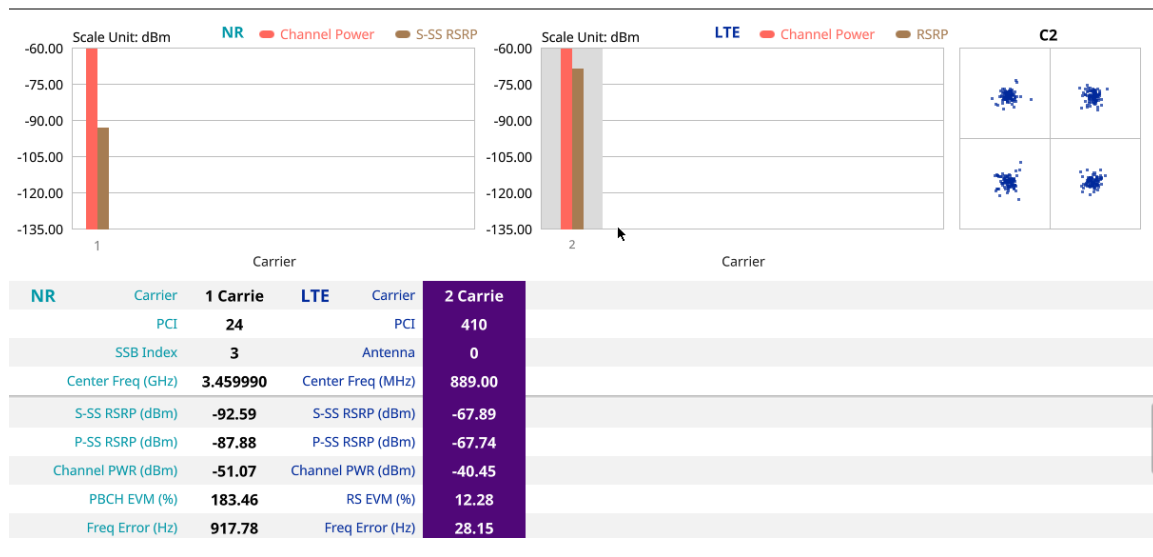 Scale Unit: dBm NR Channel Power S-SS RSRP
-60.00
-75.00
-90.00
-105.00
-120.00
-135.00
1
Carrier
Scale Unit: dBm LTE Channel Power RSRP
-60.00
-75.00
-90.00
-105.00
-120.00
-135.00
2
Carrier
C2
NR Carrier 1 Carrie LTE Carrier 2 Carrie
PCI 24 PCI 410
SSB Index 3 Antenna 0
Center Freq (GHz) 3.459990 Center Freq (MHz) 889.00
S-SS RSRP (dBm) -92.59 S-SS RSRP (dBm) -67.89
P-SS RSRP (dBm) -87.88 P-SS RSRP (dBm) -67.74
Channel PWR (dBm) -51.07 Channel PWR (dBm) -40.45
PBCH EVM (%) 183.46 RS EVM (%) 12.28
Freq Error (Hz) 917.78 Freq Error (Hz) 28.15